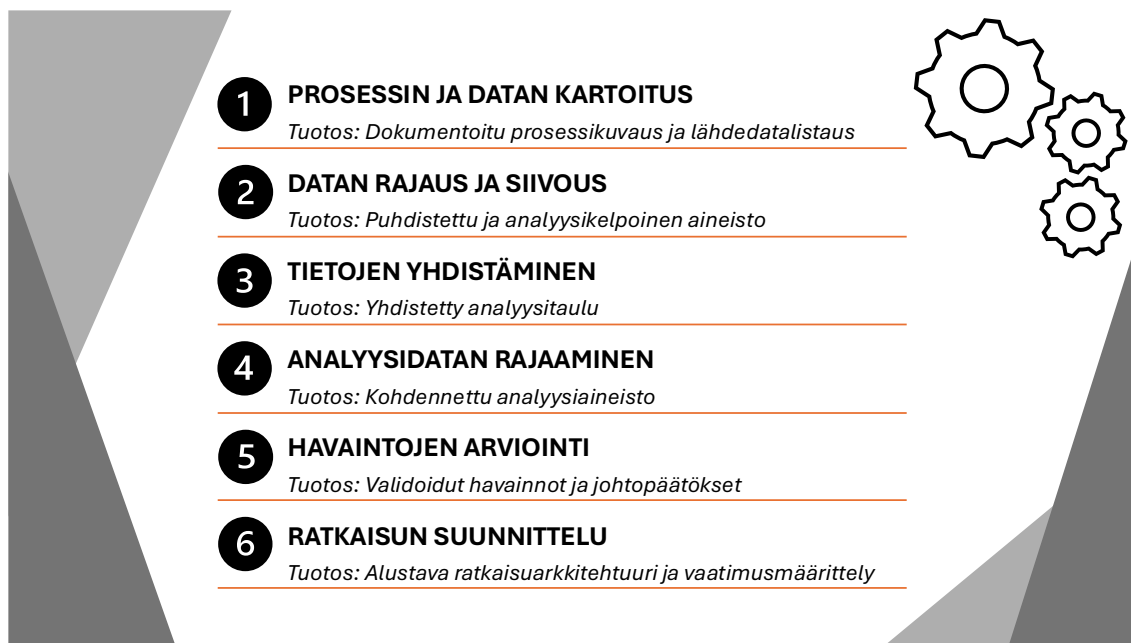 1 PROSESSIN JA DATAN KARTOITUS
Tuotos: Dokumentoitu prosessikuvaus ja lähdedatalistaus
2 DATAN RAJAUS JA SIIVOUS
Tuotos: Puhdistettu ja analyysikelpoinen aineisto
3 TIETOJEN YHDISTÄMINEN
Tuotos: Yhdistetty analyysitaulu
4 ANALYYSIDATAN RAJAAMINEN
Tuotos: Kohdennettu analyysiaineisto
5 HAVAINTOJEN ARVIOINTI
Tuotos: Validoidut havainnot ja johtopäätökset
6 RATKAISUN SUUNNITTELU
Tuotos: Alustava ratkaisuarkkitehtuuri ja vaatimusmäärittely